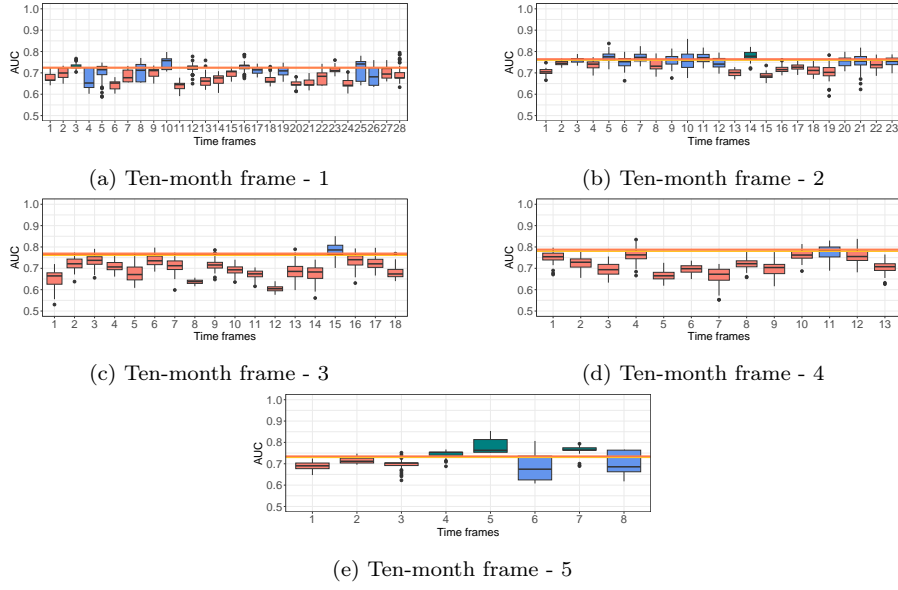 1.0
0.9
0.8
0.7
0.6
0.5
AUC
1 2 3 4 5 6 7 8 9 10 11 12 13 14 15 16 17 18 19 20 21 22 23 24 25 26 27 28
Time frames
(a) Ten-month frame - 1
1.0
0.9
0.8
0.7
0.6
0.5
AUC
1 2 3 4 5 6 7 8 9 10 11 12 13 14 15 16 17 18 19 20 21 22 23
Time frames
(b) Ten-month frame - 2
1.0
0.9
0.8
0.7
0.6
0.5
AUC
1 2 3 4 5 6 7 8 9 10 11 12 13 14 15 16 17 18
Time frames
(c) Ten-month frame - 3
1.0
0.9
0.8
0.7
0.6
0.5
AUC
1 2 3 4 5 6 7 8 9 10 11 12 13
Time frames
(d) Ten-month frame - 4
1.0
0.9
0.8
0.7
0.6
0.5
AUC
1 2 3 4 5 6 7 8
Time frames
(e) Ten-month frame - 5